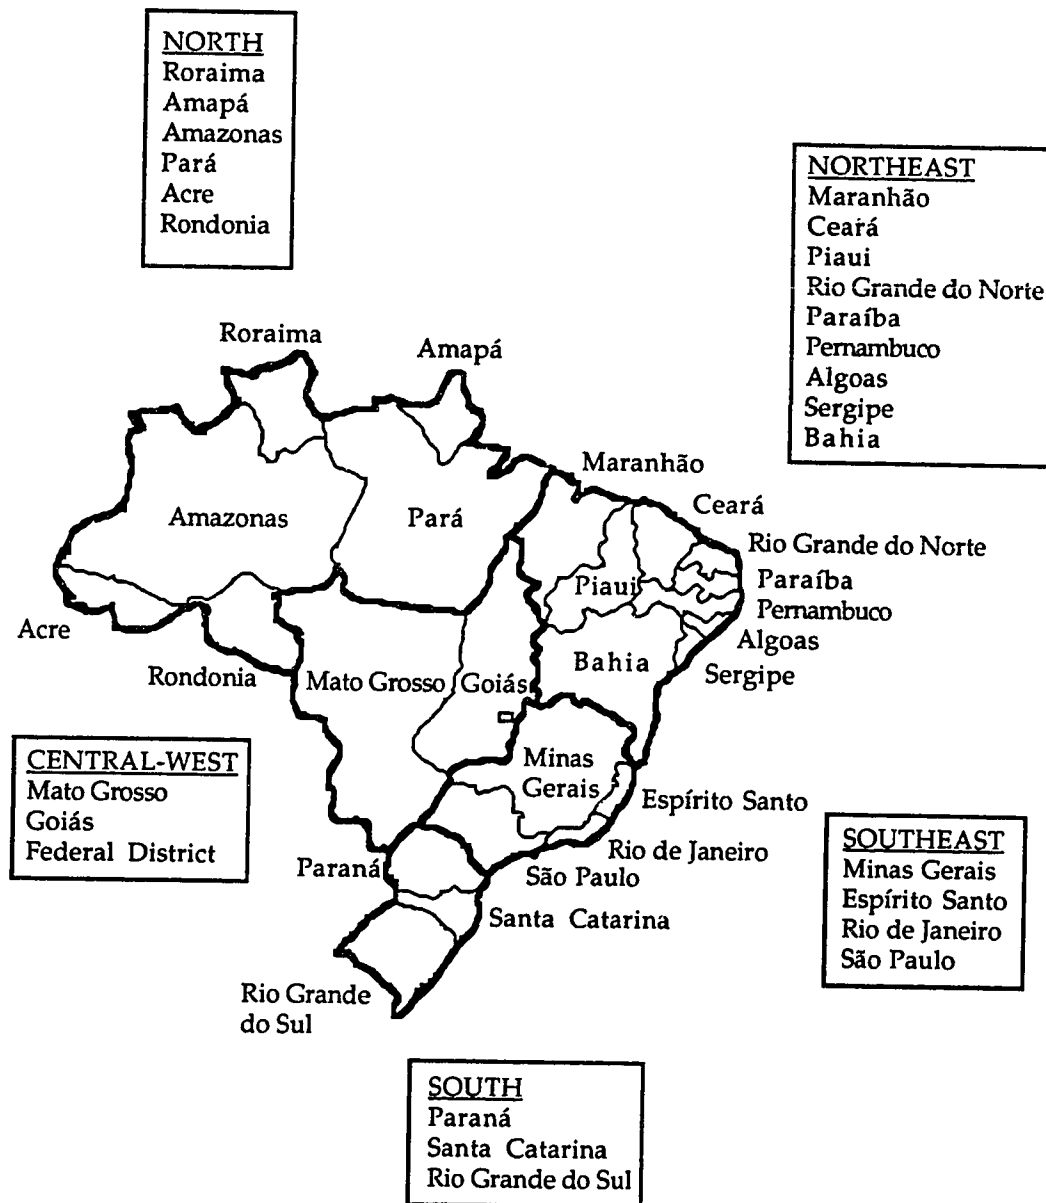 NORTH
Roraima
Amapá
Amazonas
Pará
Acre
Rondonia
NORTHEAST
Maranhão
Ceará
Piaui
Rio Grande do Norte
Paraíba
Pernambuco
Algoas
Sergipe
Bahia
Roraima
Amapá
Maranhão
Ceará
Amazonas
Pará
Rio Grande do Norte
Piaui
Paraíba
Pernambuco
Acre
Algoas
Bahia
Sergipe
Rondonia
Mato Grosso
Goiás
CENTRAL-WEST
Mato Grosso
Goiás
Federal District
Minas
Gerais
Espírito Santo
Rio de Janeiro
Paraná
São Paulo
Santa Catarina
Rio Grande
do Sul
SOUTHEAST
Minas Gerais
Espírito Santo
Rio de Janeiro
São Paulo
SOUTH
Paraná
Santa Catarina
Rio Grande do Sul